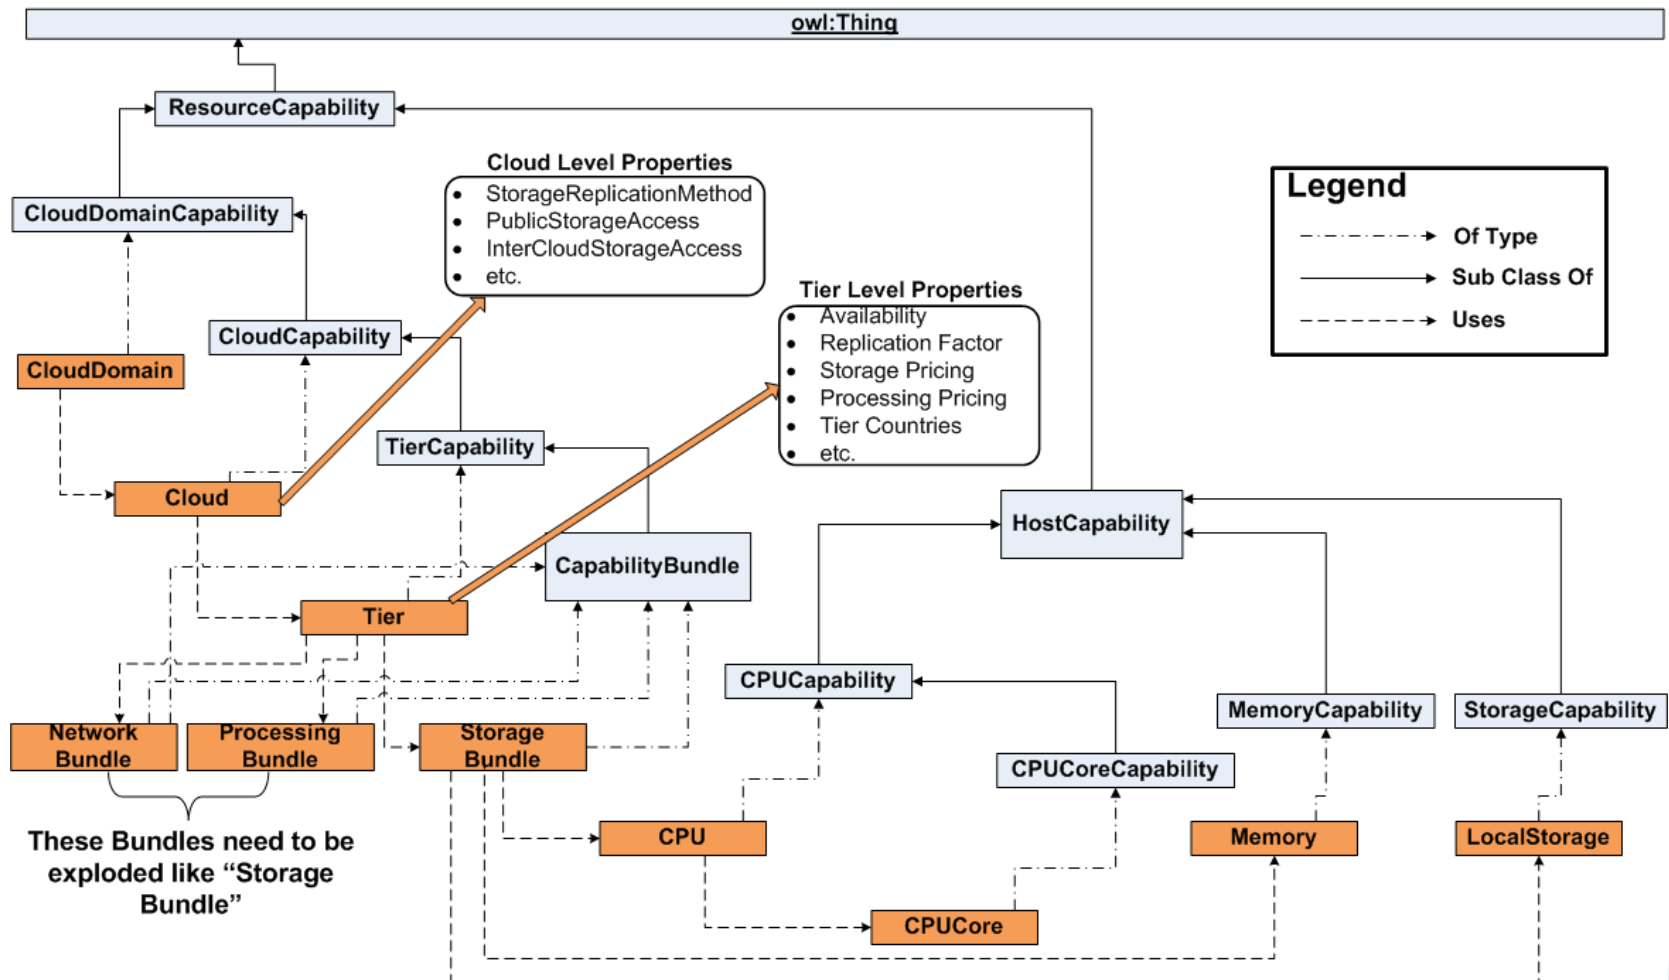 owl:Thing
ResourceCapability
Cloud Level Properties
• StorageReplicationMethod
• PublicStorageAccess
• InterCloudStorageAccess
• etc.
Legend
Of Type
Sub Class Of
Uses
CloudDomainCapability
Tier Level Properties
• Availability
• Replication Factor
• Storage Pricing
• Processing Pricing
• Tier Countries
• etc.
CloudCapability
CloudDomain
TierCapability
Cloud
HostCapability
CapabilityBundle
Tier
CPUCapability
MemoryCapability
StorageCapability
Network
Bundle
Processing
Bundle
Storage
Bundle
CPUCoreCapability
These Bundles need to be
exploded like “Storage
Bundle”
CPU
Memory
LocalStorage
CPUCore